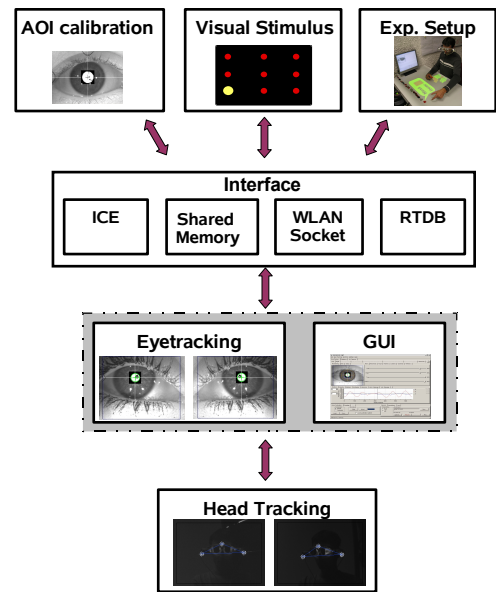 AOI calibration
Visual Stimulus
Exp. Setup
Interface
ICE
Shared
Memory
WLAN
Socket
RTDB
Eyetracking
GUI
Head Tracking